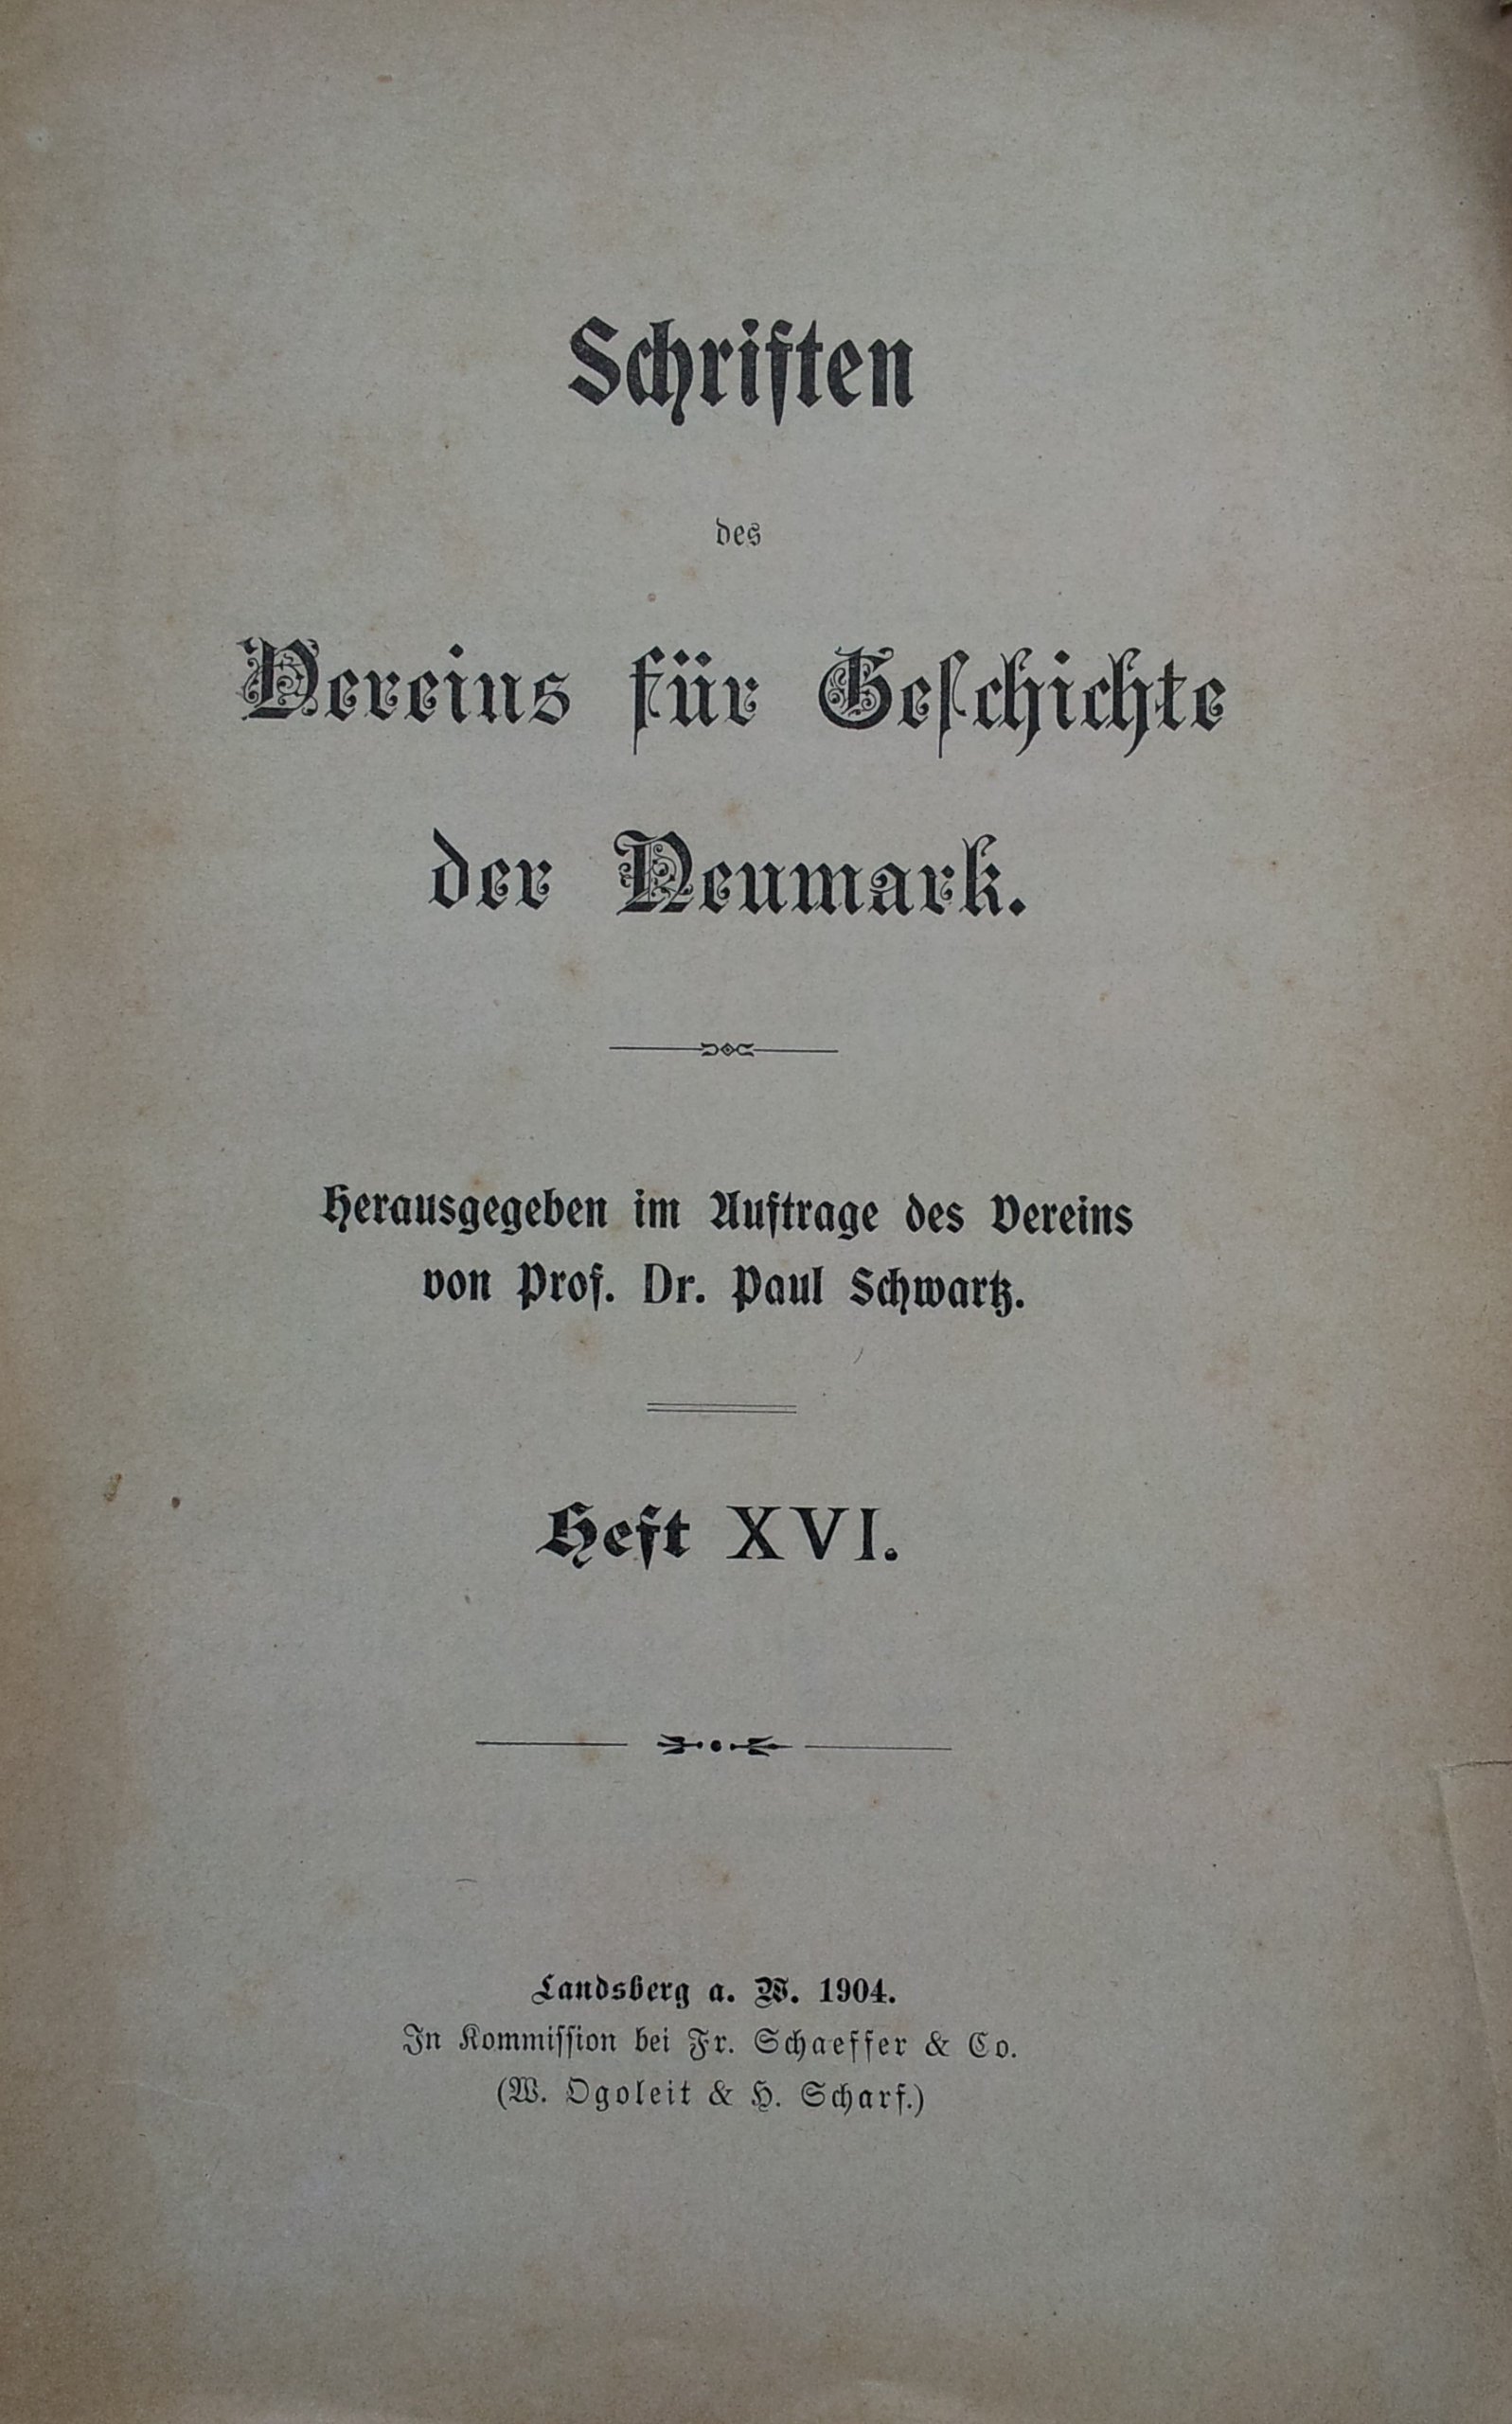 Schriften
des
Vereins für Geſchichte
der Neumark.
Herausgegeben im Auftrage des Vereins
von Prof. Dr. Paul Schwartz.
Heft XVI.
Landsberg a. W. 1904.
In Kommiſſion bei Fr. Schaeffer & Co.
(W. Ogoleit & H. Scharf.)